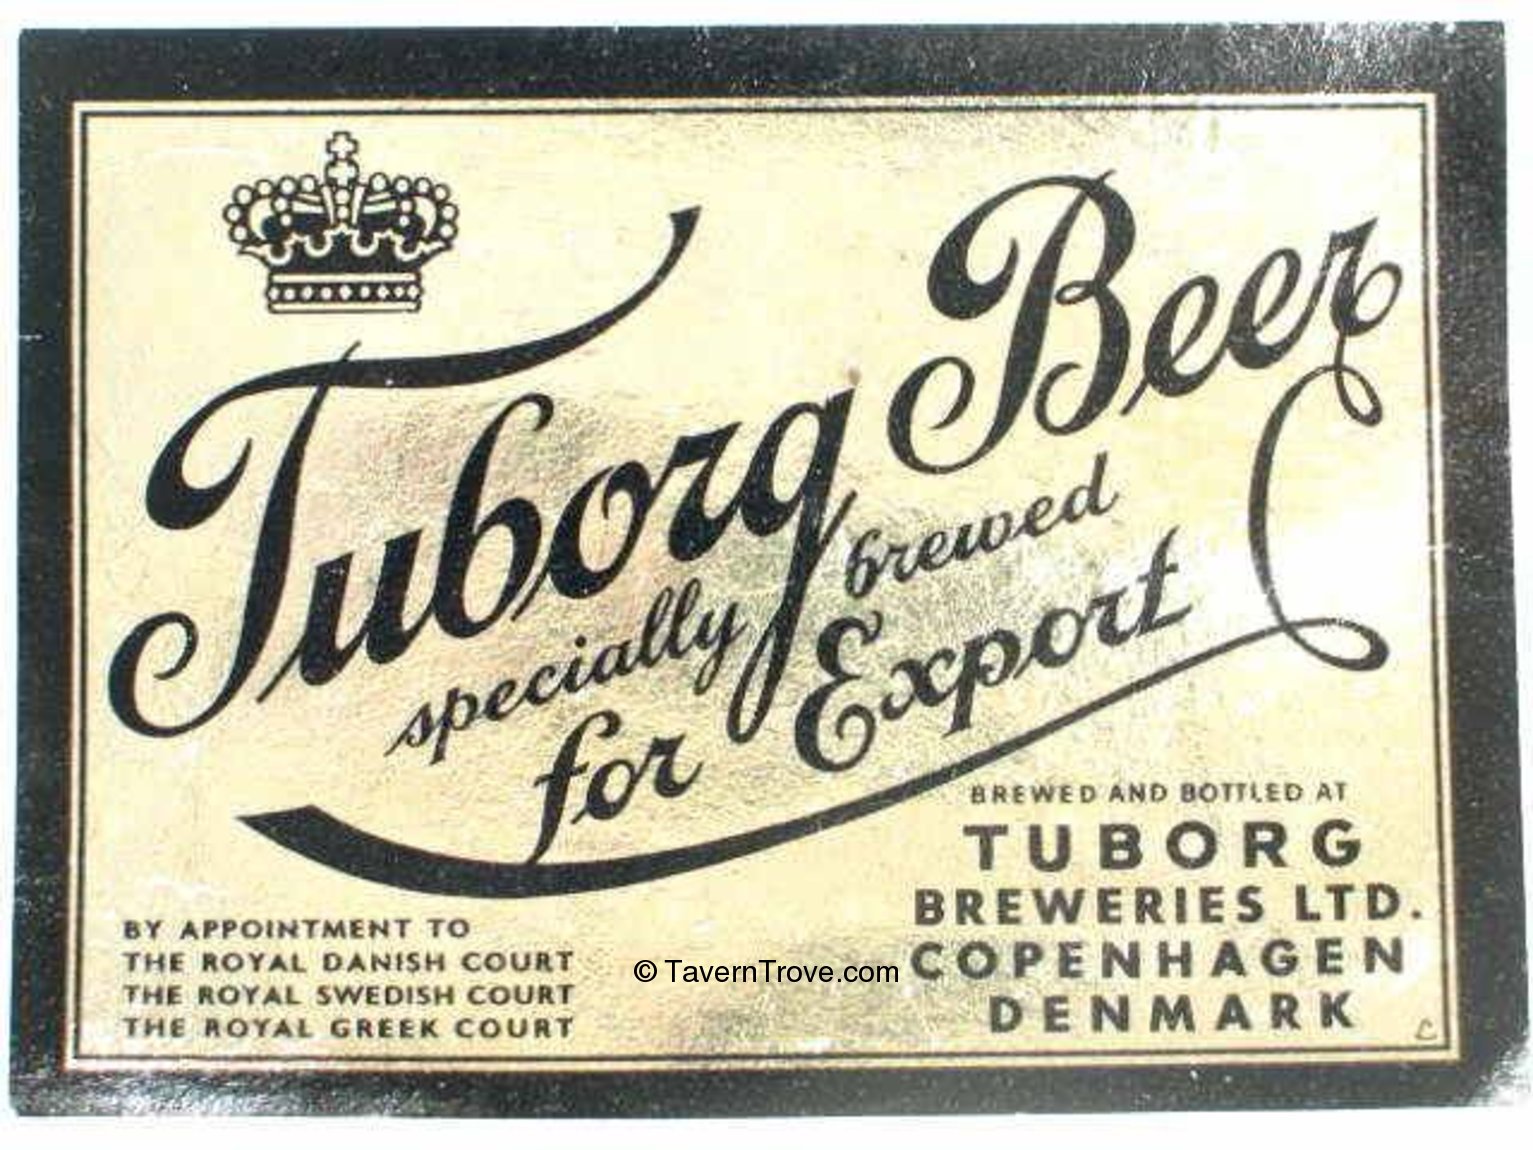 Tuborg Beer
specially brewed
for Export
BREWED AND BOTTLED AT
TUBORG
BREWERIES LTD.
COPENHAGEN
DENMARK
BY APPOINTMENT TO
THE ROYAL DANISH COURT
THE ROYAL SWEDISH COURT
THE ROYAL GREEK COURT
© TavernTrove.com
C